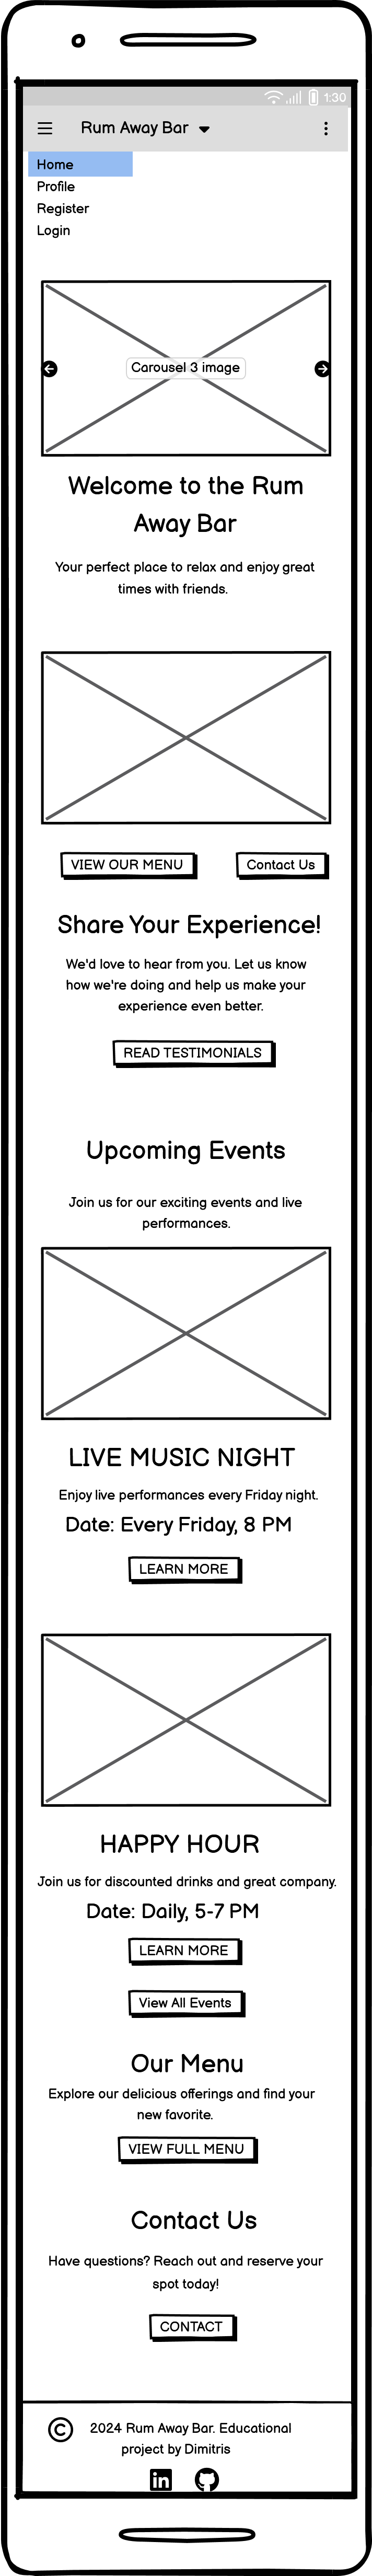 1:30
Rum Away Bar
Home
Profile
Register
Login
Carousel 3 image
Welcome to the Rum
Away Bar
Your perfect place to relax and enjoy great
times with friends.
VIEW OUR MENU
Contact Us
Share Your Experience!
We'd love to hear from you. Let us know
how we're doing and help us make your
experience even better.
READ TESTIMONIALS
Upcoming Events
Join us for our exciting events and live
performances.
LIVE MUSIC NIGHT
Enjoy live performances every Friday night.
Date: Every Friday, 8 PM
LEARN MORE
HAPPY HOUR
Join us for discounted drinks and great company.
Date: Daily, 5-7 PM
LEARN MORE
View All Events
Our Menu
Explore our delicious offerings and find your
new favorite.
VIEW FULL MENU
Contact Us
Have questions? Reach out and reserve your
spot today!
CONTACT
© 2024 Rum Away Bar. Educational
project by Dimitris
in